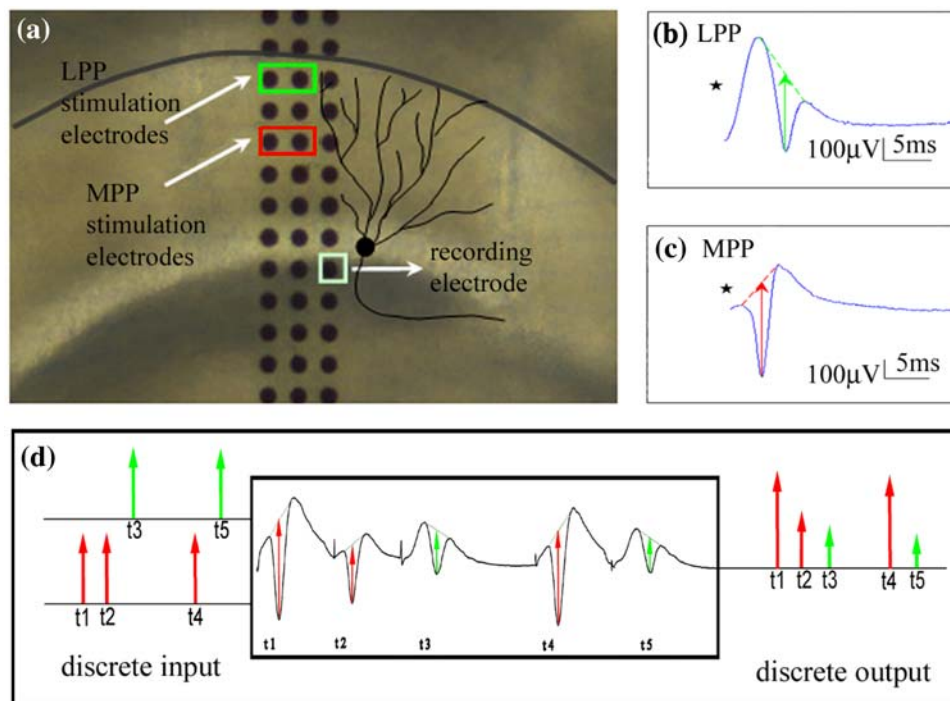 (a)
LPP
stimulation
electrodes
MPP
stimulation
electrodes
recording
electrode
(b) LPP
★
100μV 5ms
(c) MPP
★
100μV 5ms
(d)
t3 t5
t1 t2 t4
discrete input
t1 t2 t3 t4 t5
t1 t2 t3 t4 t5
discrete output